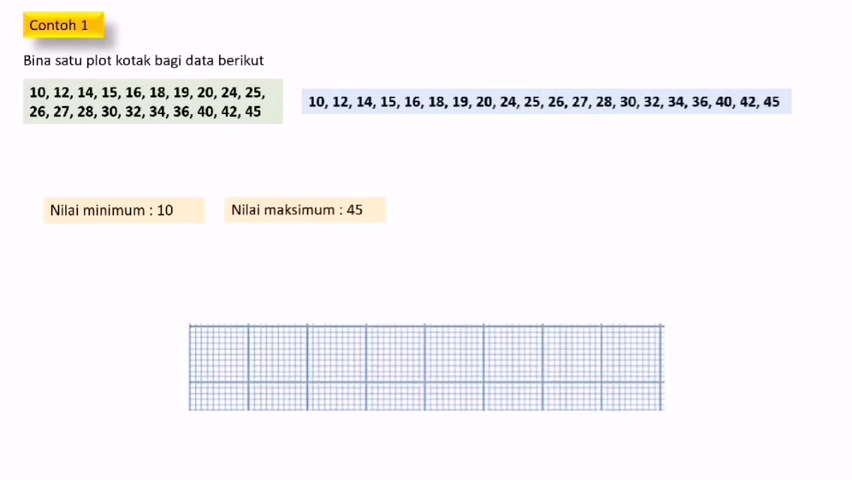 Contoh 1
Bina satu plot kotak bagi data berikut
10, 12, 14, 15, 16, 18, 19, 20, 24, 25,
26, 27, 28, 30, 32, 34, 36, 40, 42, 45
10, 12, 14, 15, 16, 18, 19, 20, 24, 25, 26, 27, 28, 30, 32, 34, 36, 40, 42, 45
Nilai minimum : 10
Nilai maksimum : 45